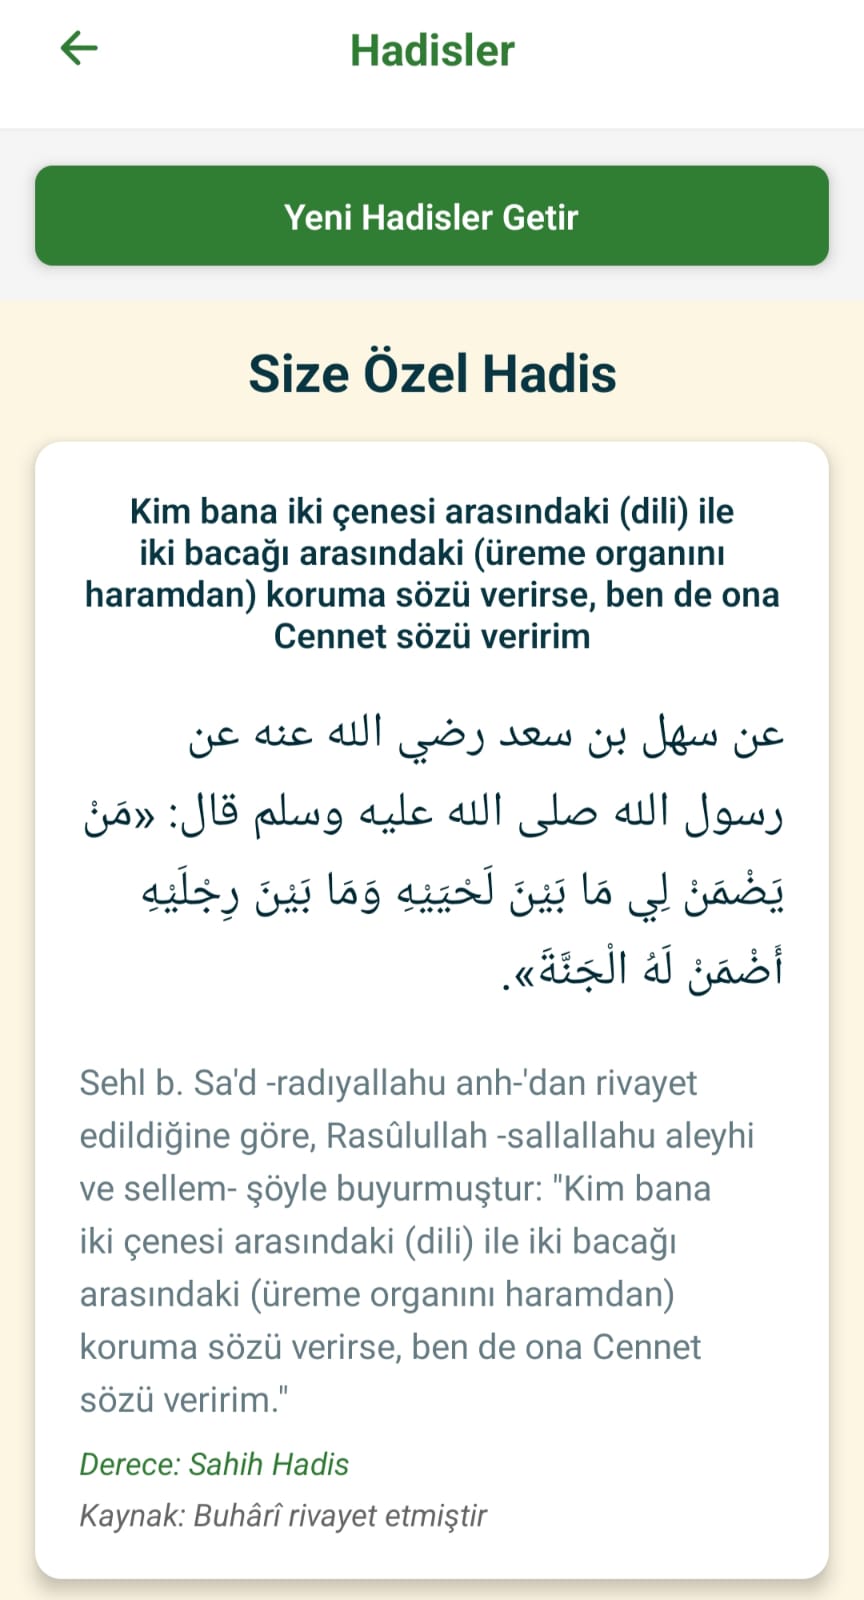 Hadisler
Yeni Hadisler Getir
Size Özel Hadis
Kim bana iki çenesi arasındaki (dili) ile
iki bacağı arasındaki (üreme organını
haramdan) koruma sözü verirse, ben de ona
Cennet sözü veririm
عن سهل بن سعد رضي الله عنه عن
رسول الله صلى الله عليه وسلم قال: «مَنْ
يَضْمَنْ لِي مَا بَيْنَ لَحْيَيْهِ وَمَا بَيْنَ رِجْلَيْهِ
أَضْمَنْ لَهُ الْجَنَّةَ».
Sehl b. Sa'd -radıyallahu anh-'dan rivayet
edildiğine göre, Rasûlullah -sallallahu aleyhi
ve sellem- şöyle buyurmuştur: "Kim bana
iki çenesi arasındaki (dili) ile iki bacağı
arasındaki (üreme organını haramdan)
koruma sözü verirse, ben de ona Cennet
sözü veririm."
Derece: Sahih Hadis
Kaynak: Buhârî rivayet etmiştir